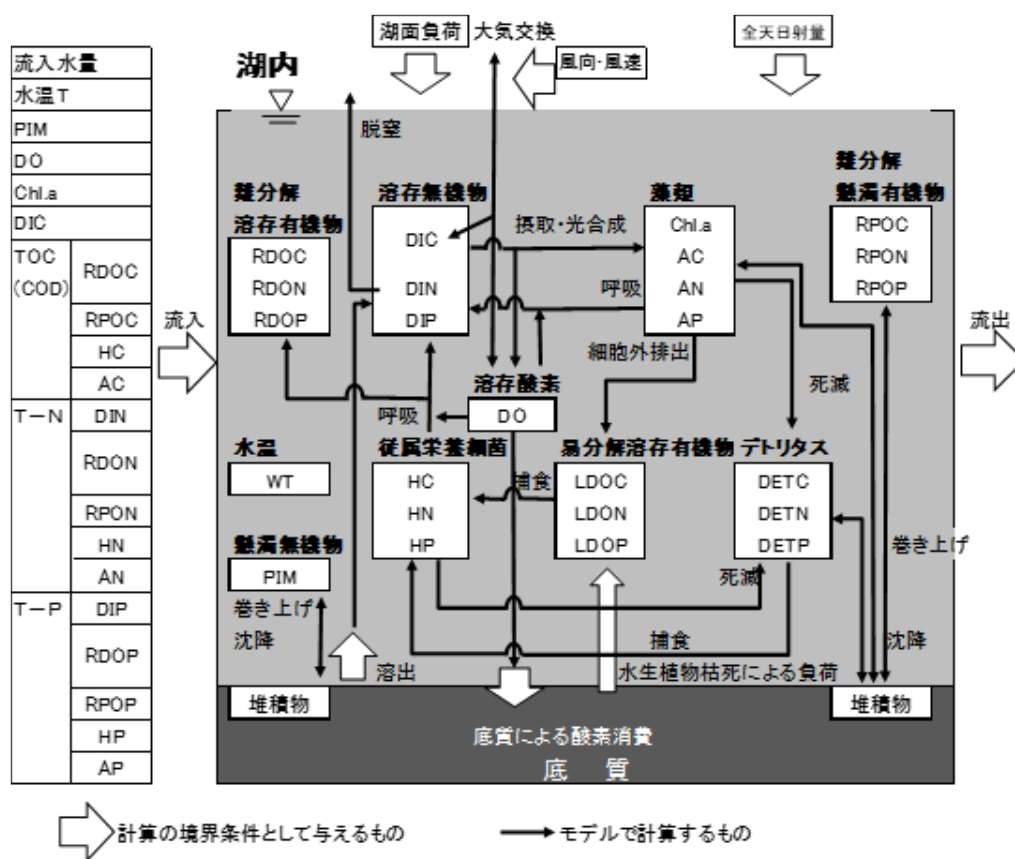 湖面負荷
大気交換
全天日射量
風向・風速
流入水量
水温T
PIM
DO
Chl.a
DIC
TOC
(COD)
RDOC
RPOC
HC
AC
T-N
DIN
RDON
RPON
HN
AN
T-P
DIP
RDOP
RPOP
HP
AP
流入
流出
湖内
脱窒
難分解
溶存有機物
RDOC
RDON
RDOP
溶存無機物
DIC
DIN
DIP
摂取・光合成
呼吸
藻類
Chl.a
AC
AN
AP
難分解
懸濁有機物
RPOC
RPON
RPOP
細胞外排出
死滅
溶存酸素
DO
呼吸
水温
WT
従属栄養細菌
HC
HN
HP
捕食
易分解溶存有機物
LDOC
LDON
LDOP
デトリタス
DETC
DETN
DETP
懸濁無機物
PIM
巻き上げ
沈降
溶出
死滅
捕食
水生植物枯死による負荷
巻き上げ
沈降
堆積物
堆積物
底質による酸素消費
底 質
計算の境界条件として与えるもの
モデルで計算するもの